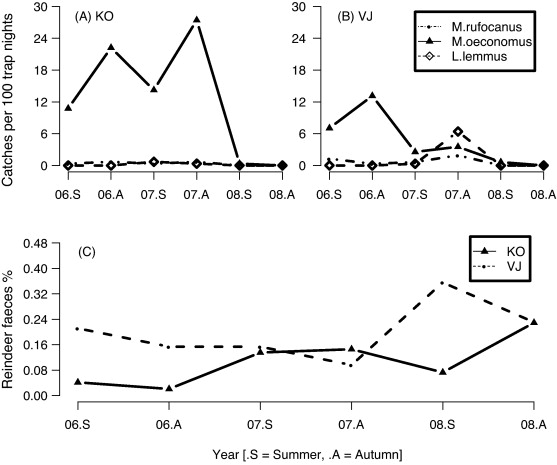 (A) KO
(B) VJ
M.rufocanus
M.oeconomus
L.lemmus
Catches per 100 trap nights
30
24
18
12
6
0
30
24
18
12
6
0
06.S 06.A 07.S 07.A 08.S 08.A
06.S 06.A 07.S 07.A 08.S 08.A
(C)
KO
VJ
Reindeer faeces %
0.48
0.40
0.32
0.24
0.16
0.08
0.00
06.S 06.A 07.S 07.A 08.S 08.A
Year [.S = Summer, .A = Autumn]